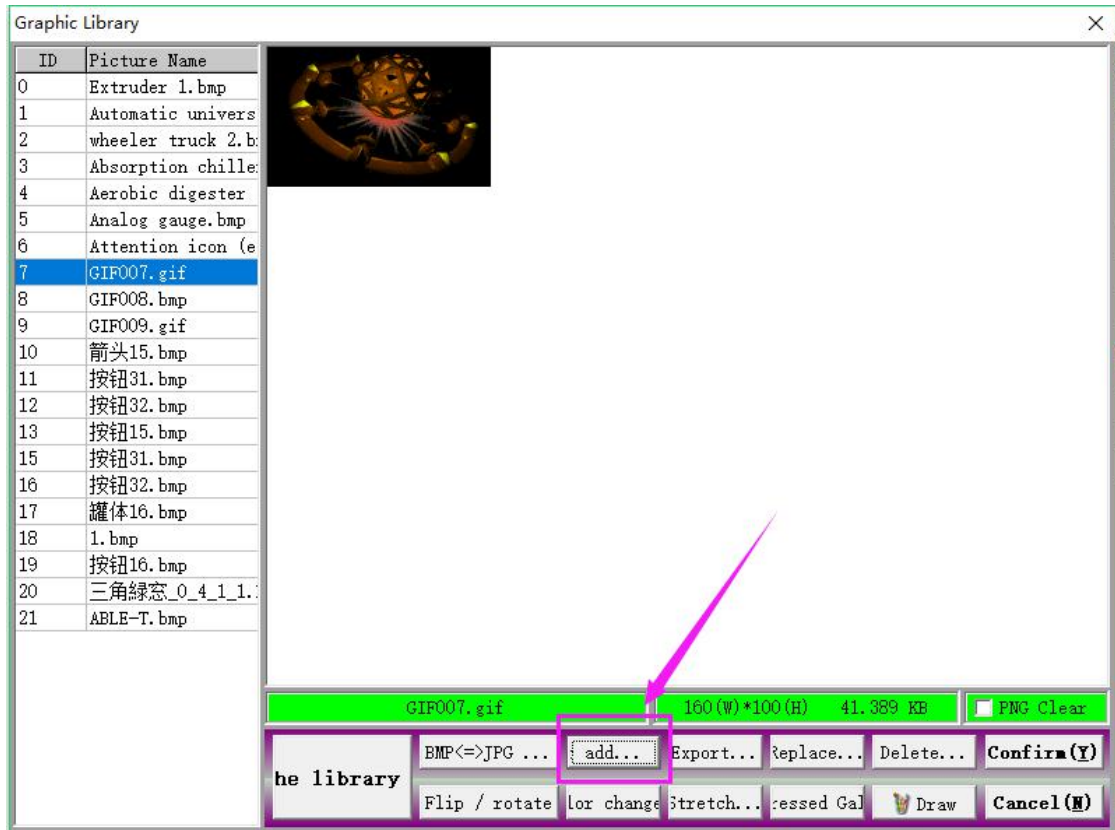 Graphic Library
ID Picture Name
0 Extruder 1.bmp
1 Automatic univers
2 wheeler truck 2.b
3 Absorption chille
4 Aerobic digester
5 Analog gauge.bmp
6 Attention icon (e
7 GIF007.gif
8 GIF008.bmp
9 GIF009.gif
10 箭头15.bmp
11 按钮31.bmp
12 按钮32.bmp
13 按钮15.bmp
15 按钮31.bmp
16 按钮32.bmp
17 罐体16.bmp
18 1.bmp
19 按钮16.bmp
20 三角緑窓_0_4_1_1.
21 ABLE-T.bmp
GIF007.gif 160(W)*100(H) 41.389 KB PNG Clear
he library
BMP<=>JPG ... add... Export... Replace... Delete... Confirm(Y)
Flip / rotate lor change Stretch... ressed Gal Draw Cancel(N)